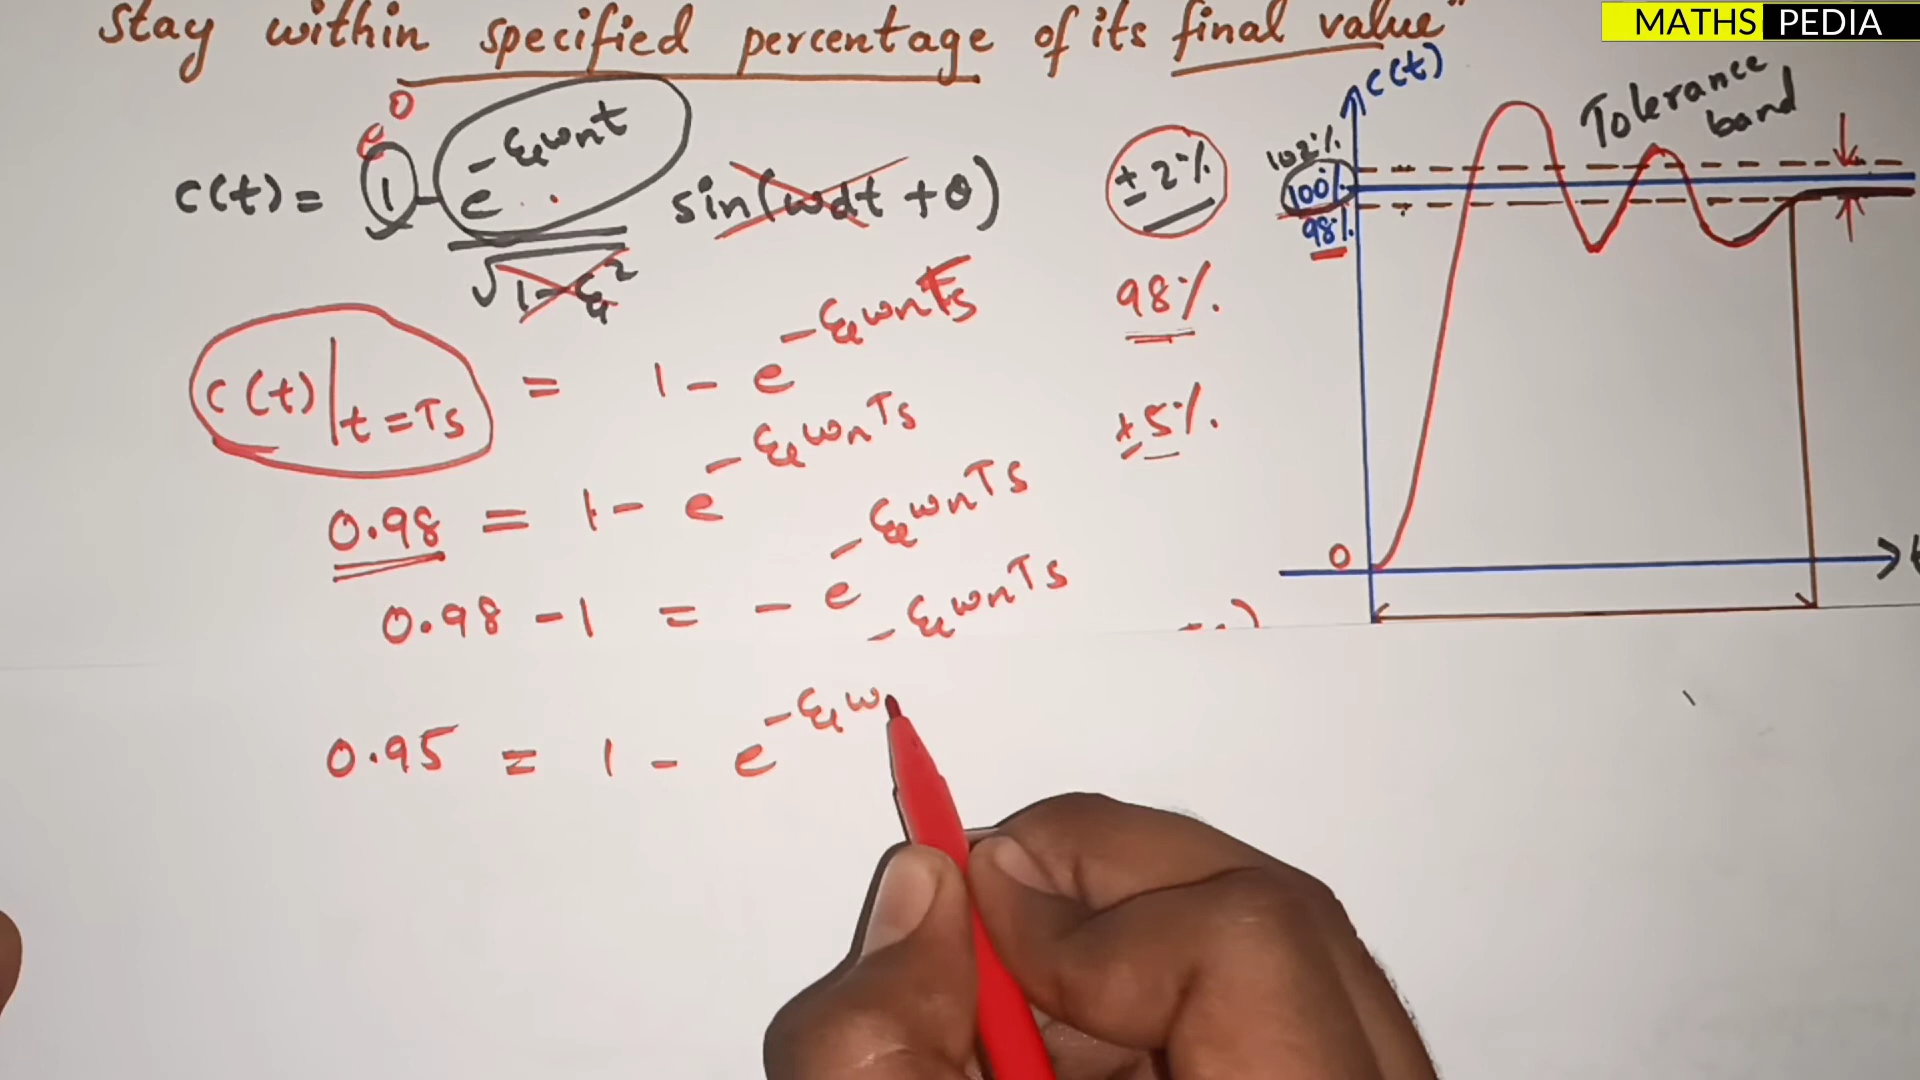 stay within specified percentage of its final value"
MATHS PEDIA
c(t)
Tolerance
band
0
e
c(t) = 1 - e^-ξωnt / √1-ξ² sin(ωdt + θ)
± 2%
102%
100%
98%
c(t)|t=Ts = 1 - e^-ξωnTs
98%
± 5%
0.98 = 1 - e^-ξωnTs
0.98 - 1 = - e^-ξωnTs
0
t
-ξωnTs
0.95 = 1 - e^-ξω